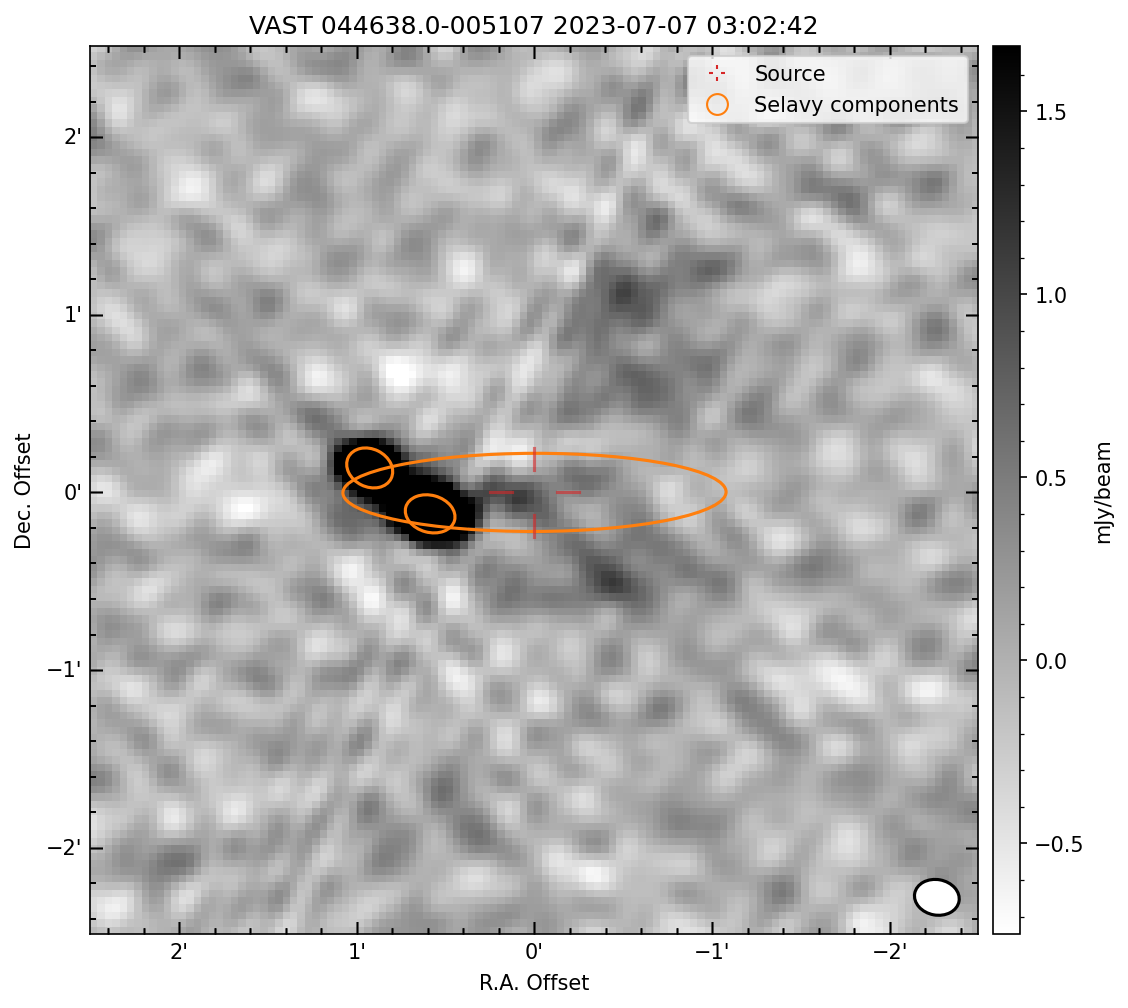 VAST 044638.0-005107 2023-07-07 03:02:42
Source
Selavy components
2'
1'
0'
−1'
−2'
Dec. Offset
2'
1'
0'
−1'
−2'
R.A. Offset
1.5
1.0
0.5
0.0
−0.5
mJy/beam